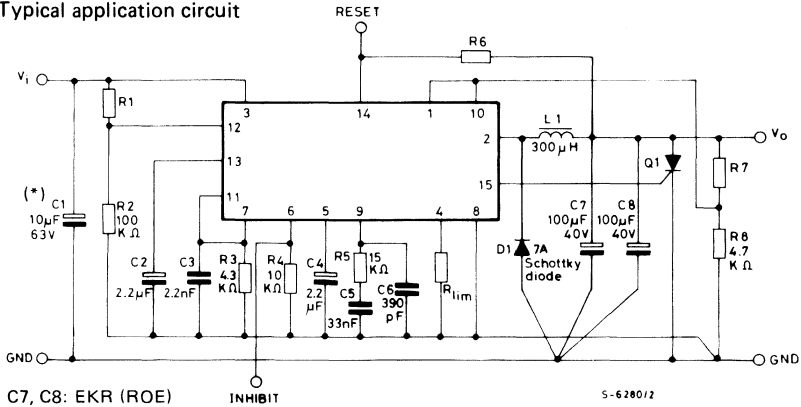 Typical application circuit
RESET
R6
Vi
R1
3
14
1
10
12
2
L1
300μH
Vo
13
Q1
15
R7
(*)
C1
10μF
63V
11
R2
100
KΩ
7
6
5
9
4
8
C7
100μF
40V
C8
100μF
40V
R8
4.7
KΩ
D1
7A
Schottky
diode
C2
2.2μF
C3
2.2nF
R3
4.3
KΩ
R4
10
KΩ
C4
2.2
μF
R5
15
KΩ
C5
33nF
C6
390
pF
Rlim
GND
GND
INHIBIT
C7, C8: EKR (ROE)
S-6280/2